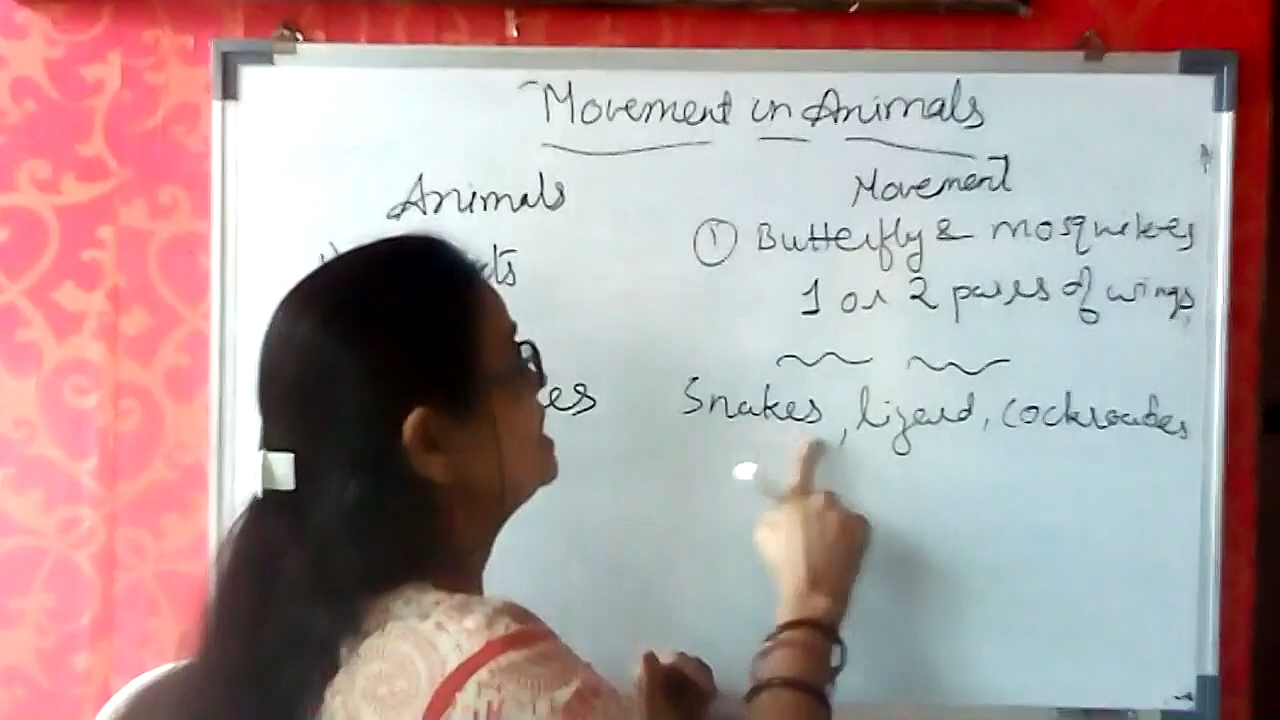 Movement in Animals
Animals
Movement
① Butterfly & mosquitoes
1 or 2 pairs of wings
Snakes, lizard, cockroaches